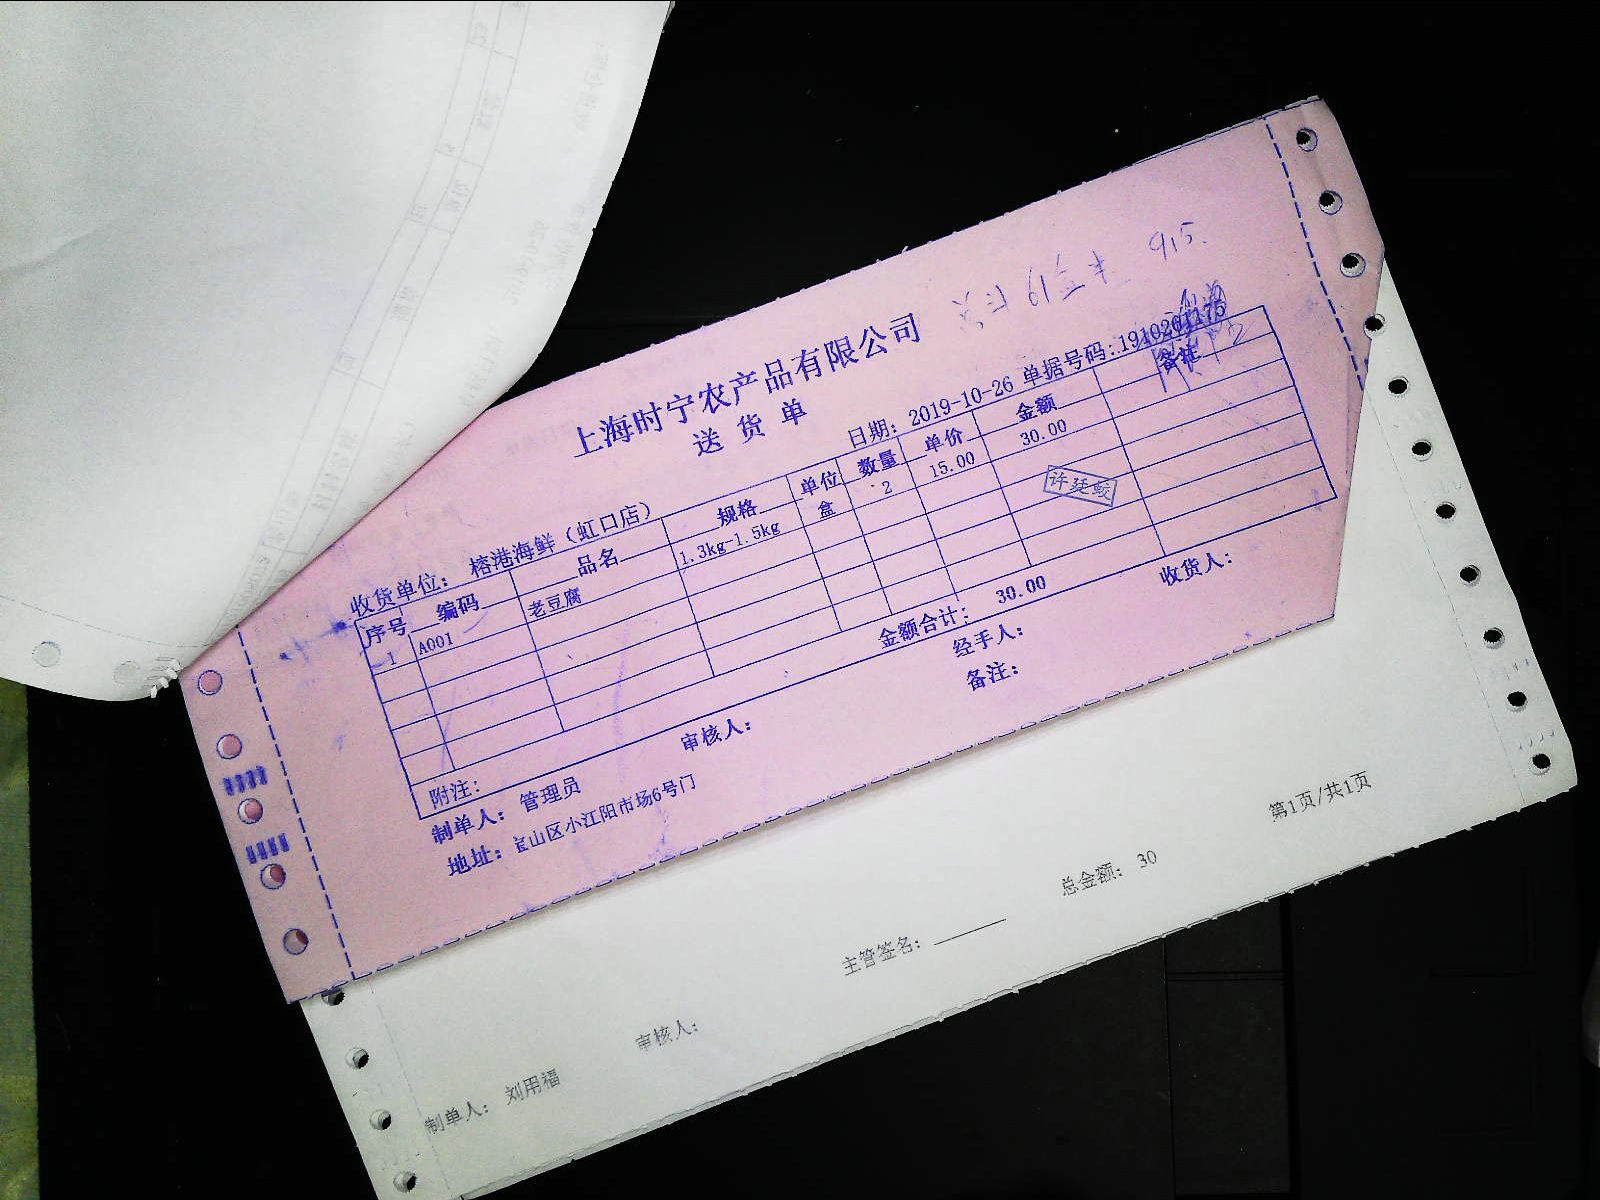 上海时宁农产品有限公司
送货单
收货单位: 榕港海鲜(虹口店) 日期: 2019-10-26 单据号码:1910261175
序号 编码 品名 规格 单位 数量 单价 金额 备注
1 A001 老豆腐 1.3kg-1.5kg 盒 2 15.00 30.00
许廷蛟
附注: 金额合计: 30.00
制单人: 管理员 审核人: 经手人: 收货人:
地址: 宝山区小江阳市场6号门 备注:
915.
制单人: 刘用福 审核人: 主管签名: 总金额: 30 第1页/共1页